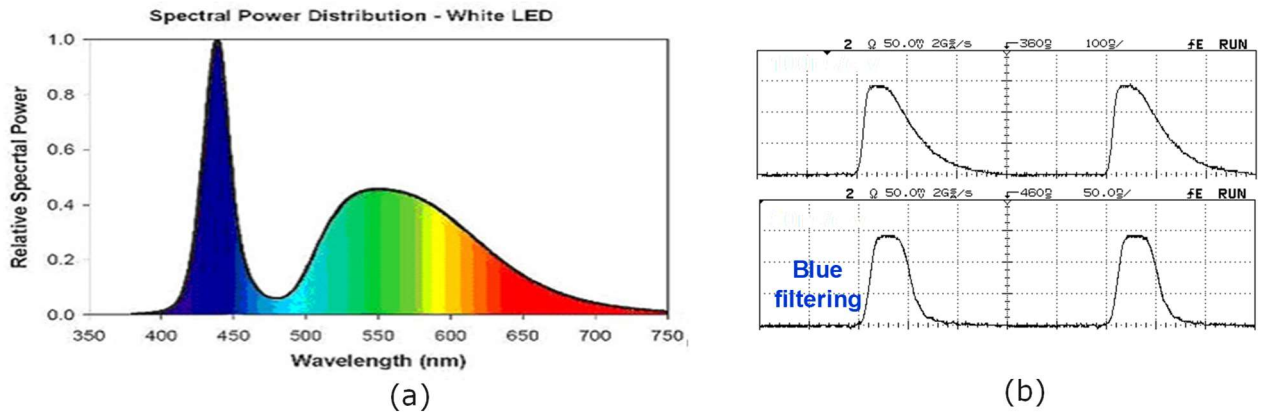 Spectral Power Distribution - White LED
Relative Specrtal Power
1.0
0.8
0.6
0.4
0.2
0.0
350 400 450 500 550 600 650 700 750
Wavelength (nm)
(a)
2 Ω 50.0 2G /s 360 100 / RUN
2 Ω 50.0 2G /s -460 50.0 / RUN
Blue
filtering
(b)